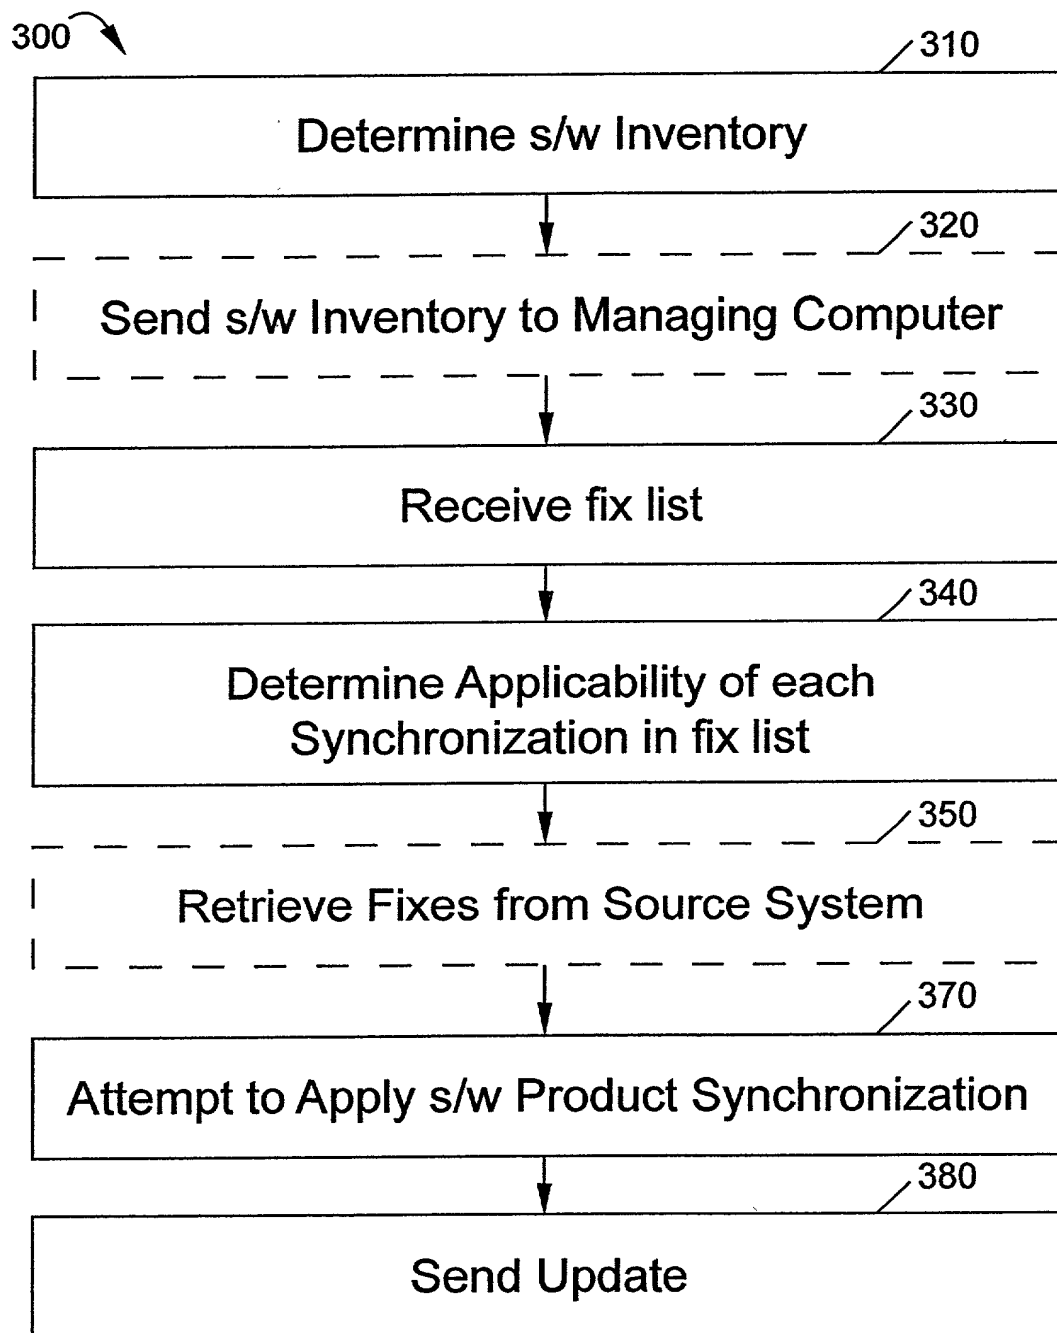 300
310
Determine s/w Inventory
320
Send s/w Inventory to Managing Computer
330
Receive fix list
340
Determine Applicability of each
Synchronization in fix list
350
Retrieve Fixes from Source System
370
Attempt to Apply s/w Product Synchronization
380
Send Update